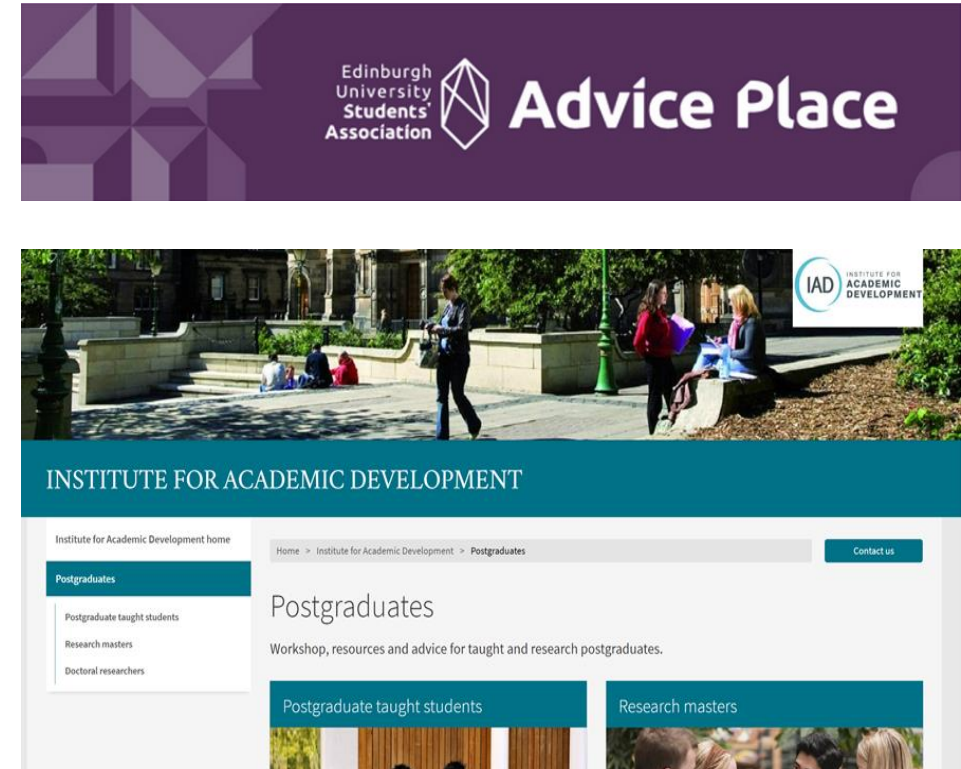 Edinburgh
University
Students'
Association
Advice Place
IAD
INSTITUTE FOR
ACADEMIC
DEVELOPMENT
INSTITUTE FOR ACADEMIC DEVELOPMENT
Institute for Academic Development home
Postgraduates
Postgraduate taught students
Research masters
Doctoral researchers
Home > Institute for Academic Development > Postgraduates
Contact us
Postgraduates
Workshop, resources and advice for taught and research postgraduates.
Postgraduate taught students
Research masters